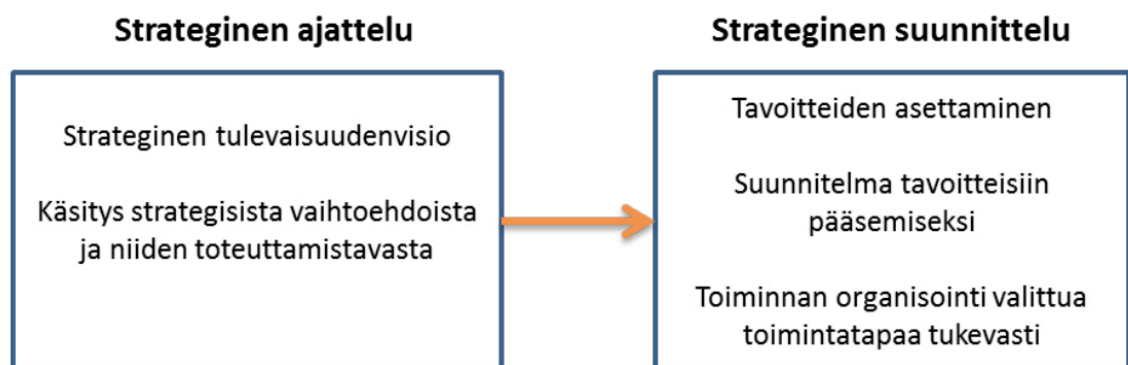 Strateginen ajattelu
Strateginen tulevaisuudenvisio
Käsitys strategisista vaihtoehdoista
ja niiden toteuttamistavasta
Strateginen suunnittelu
Tavoitteiden asettaminen
Suunnitelma tavoitteisiin
pääsemiseksi
Toiminnan organisointi valittua
toimintatapaa tukevasti